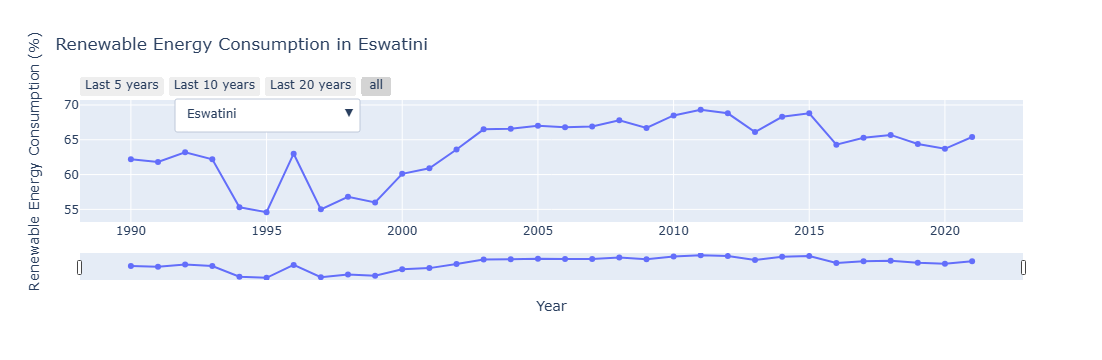 Renewable Energy Consumption in Eswatini
Last 5 years Last 10 years Last 20 years all
Eswatini ▼
Renewable Energy Consumption (%)
70
65
60
55
1990 1995 2000 2005 2010 2015 2020
Year